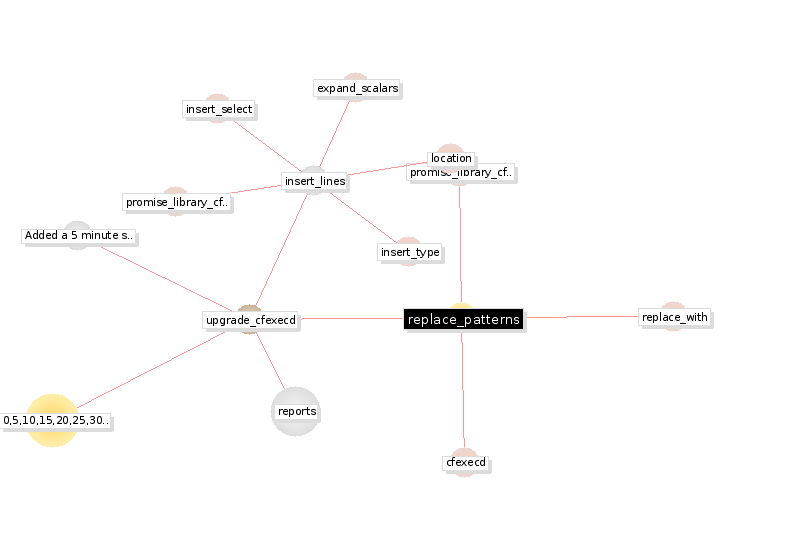 expand_scalars
insert_select
location
promise_library_cf..
insert_lines
promise_library_cf..
Added a 5 minute s..
insert_type
upgrade_cfexecd
replace_patterns
replace_with
reports
0,5,10,15,20,25,30..
cfexecd